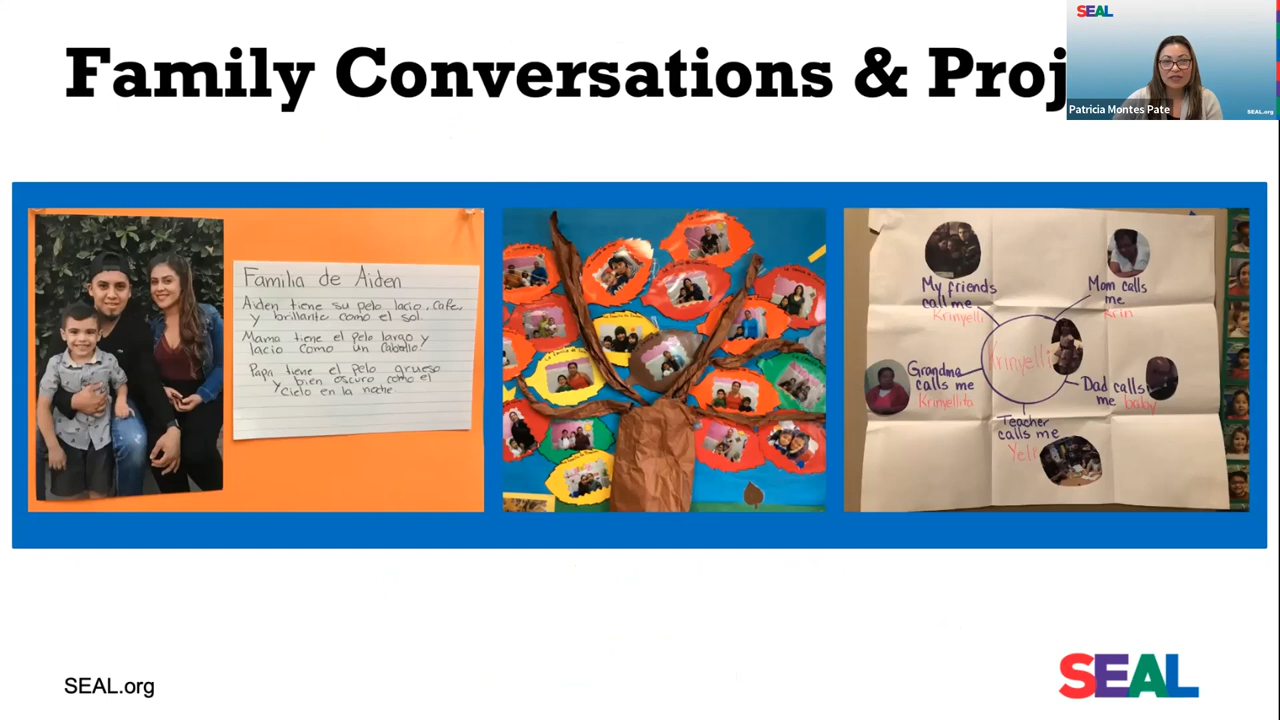 Family Conversations & Proj
SEAL
Patricia Montes Pate
SEAL.org
Familia de Aiden
Aiden tiene su pelo lacio, cafe,
y brillante como el sol.
Mama tiene el pelo largo y
lacio como un caballo!
Papa tiene el pelo grueso
y bien oscuro como el
cielo en la noche
My friends
call me
Krinyelli
Mom calls
me
Krin
Krinyelli
Grandma
calls me
Krinyellita
Dad calls
me baby
Teacher
calls me
SEAL.org
SEAL